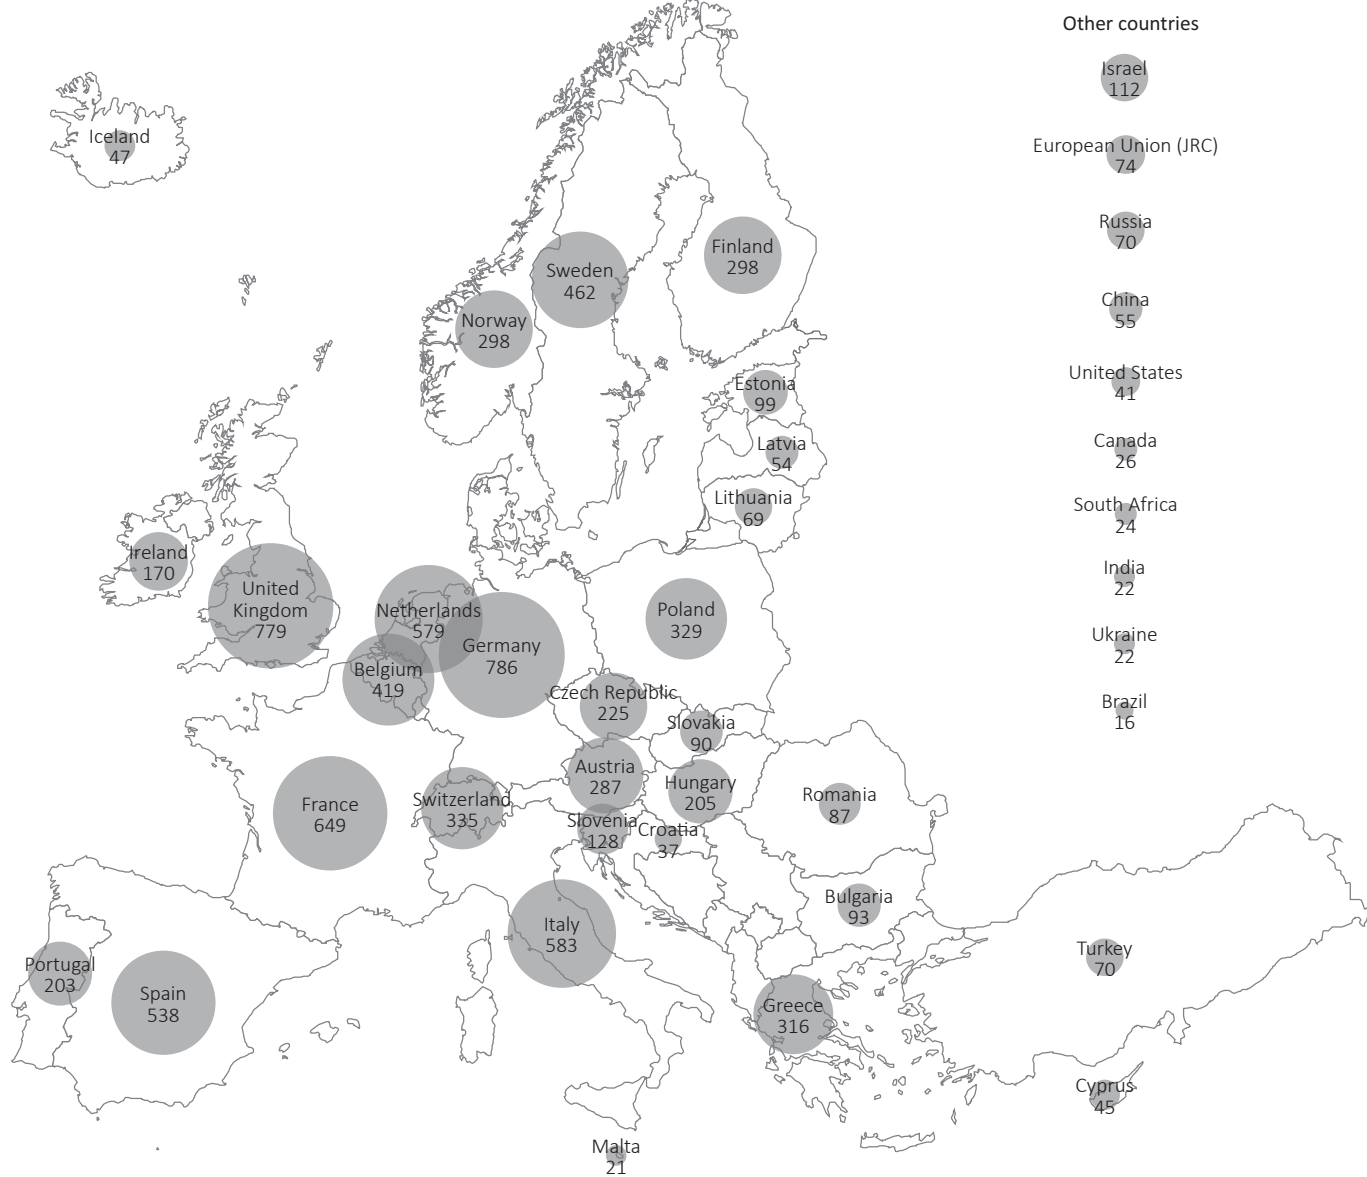 Other countries
Israel
112
European Union (JRC)
74
Russia
70
China
55
United States
41
Canada
26
South Africa
24
India
22
Ukraine
22
Brazil
16
Iceland
47
Finland
298
Sweden
462
Norway
298
Estonia
99
Latvia
54
Lithuania
69
Ireland
170
United
Kingdom
779
Netherlands
579
Germany
786
Belgium
419
Poland
329
Czech Republic
225
Slovakia
90
Austria
287
Hungary
205
France
649
Switzerland
335
Slovenia
128
Croatia
37
Romania
87
Bulgaria
93
Italy
583
Portugal
203
Spain
538
Greece
316
Turkey
70
Cyprus
45
Malta
21